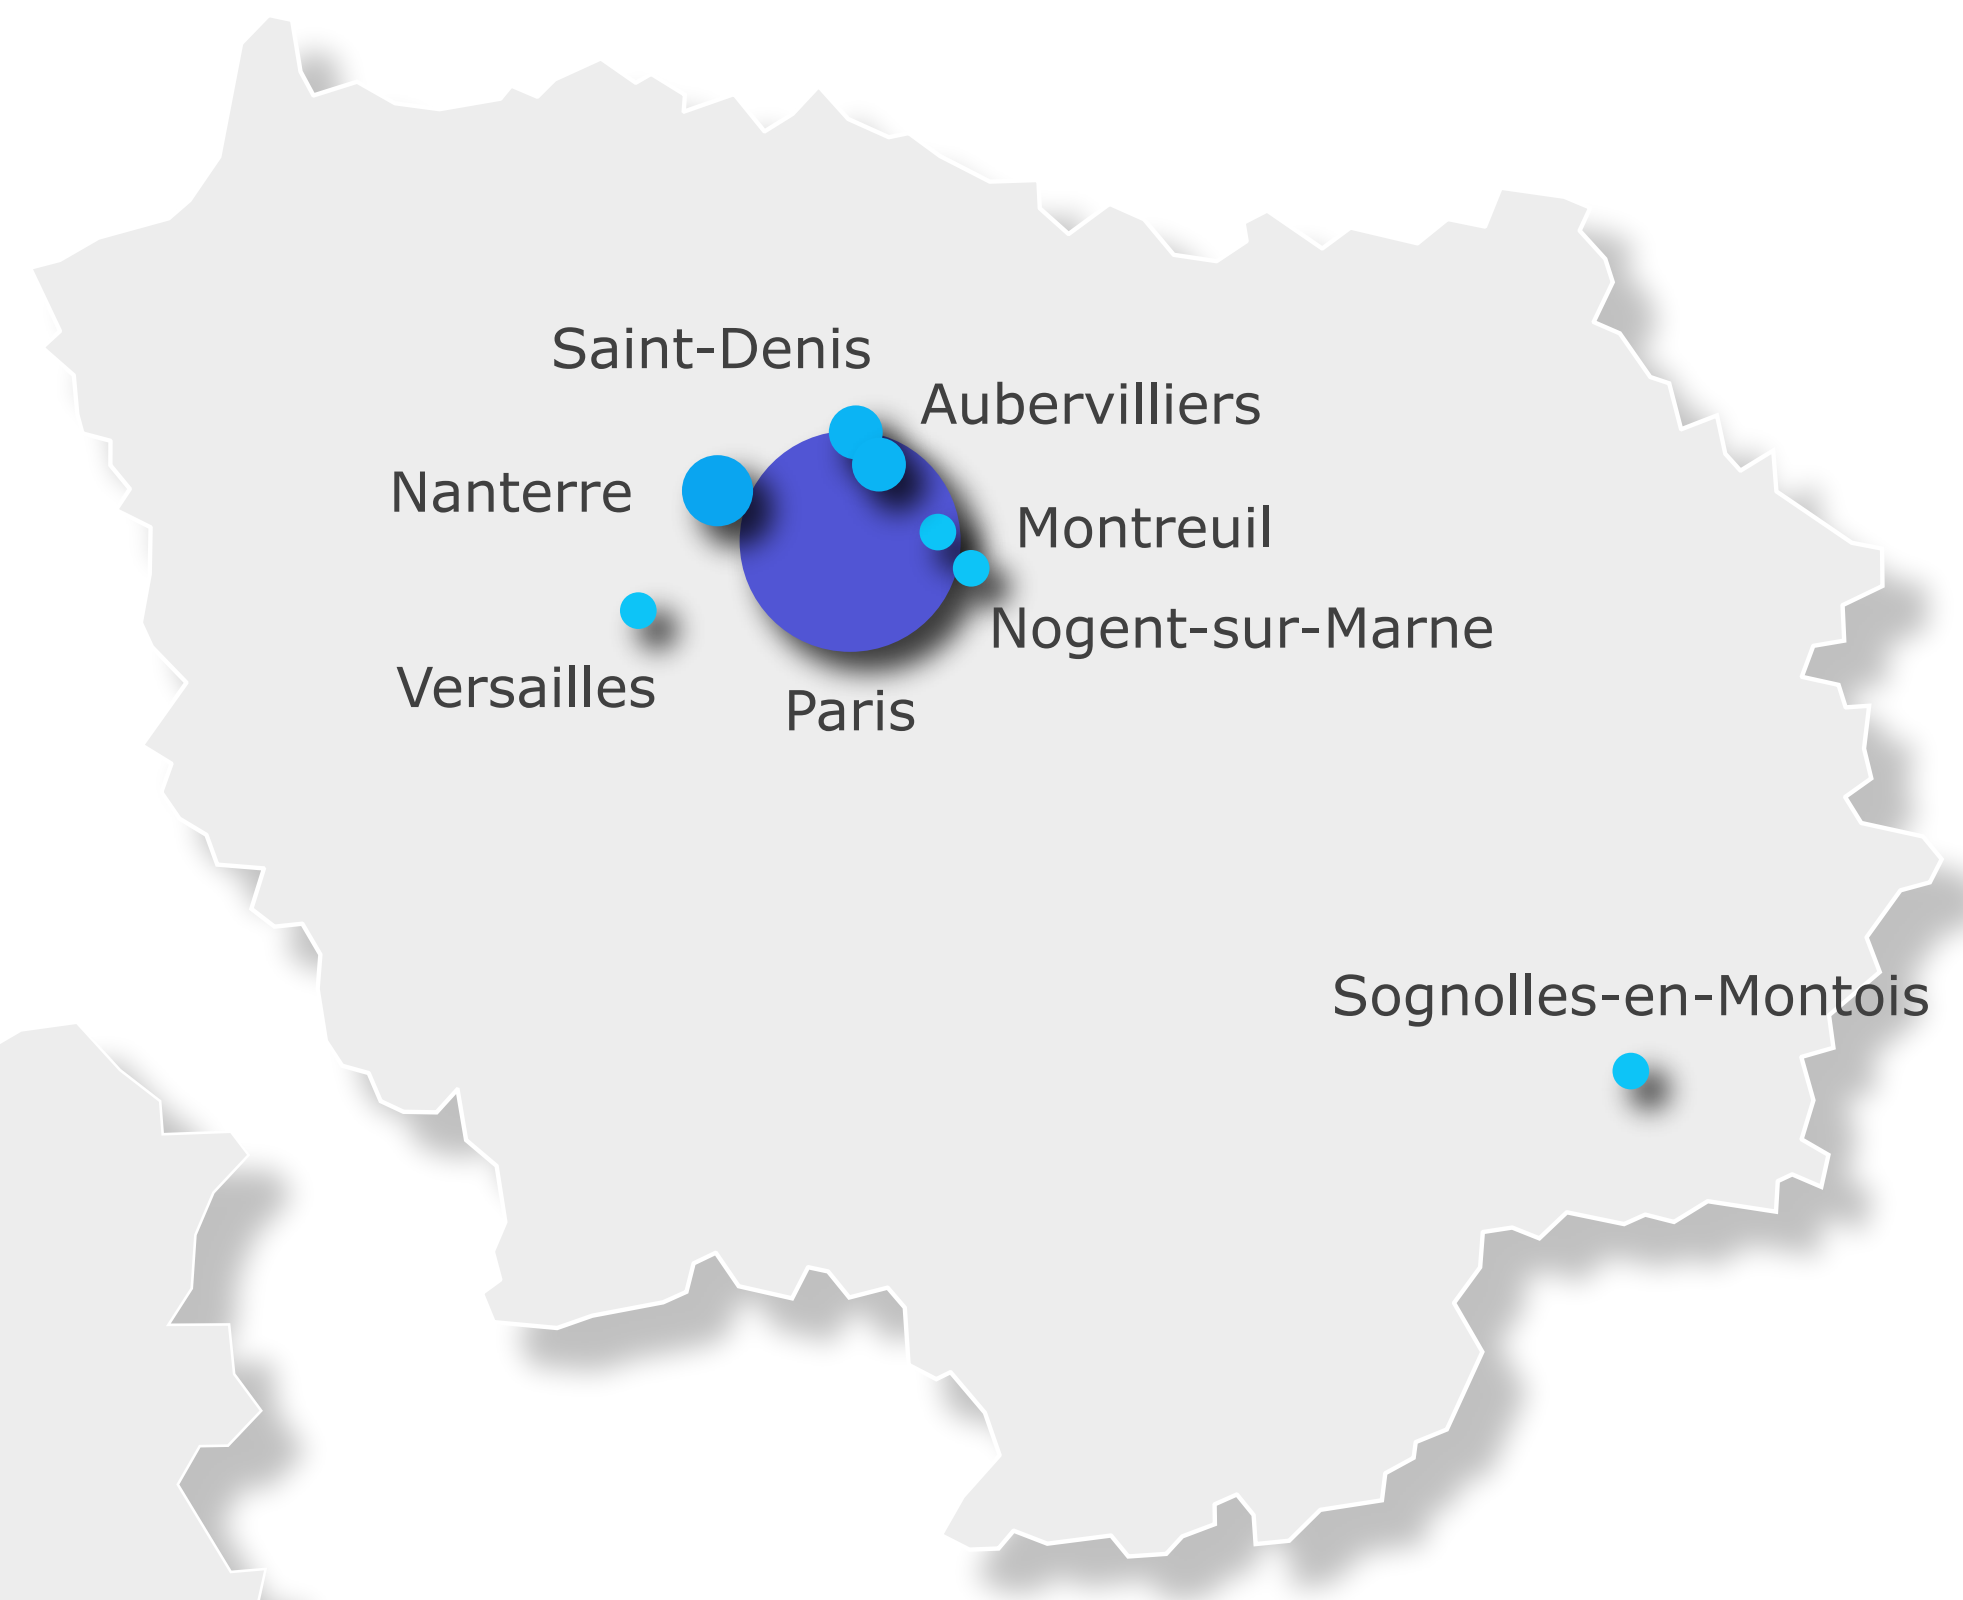 Saint-Denis
Aubervilliers
Nanterre
Montreuil
Nogent-sur-Marne
Versailles
Paris
Sognolles-en-Montois